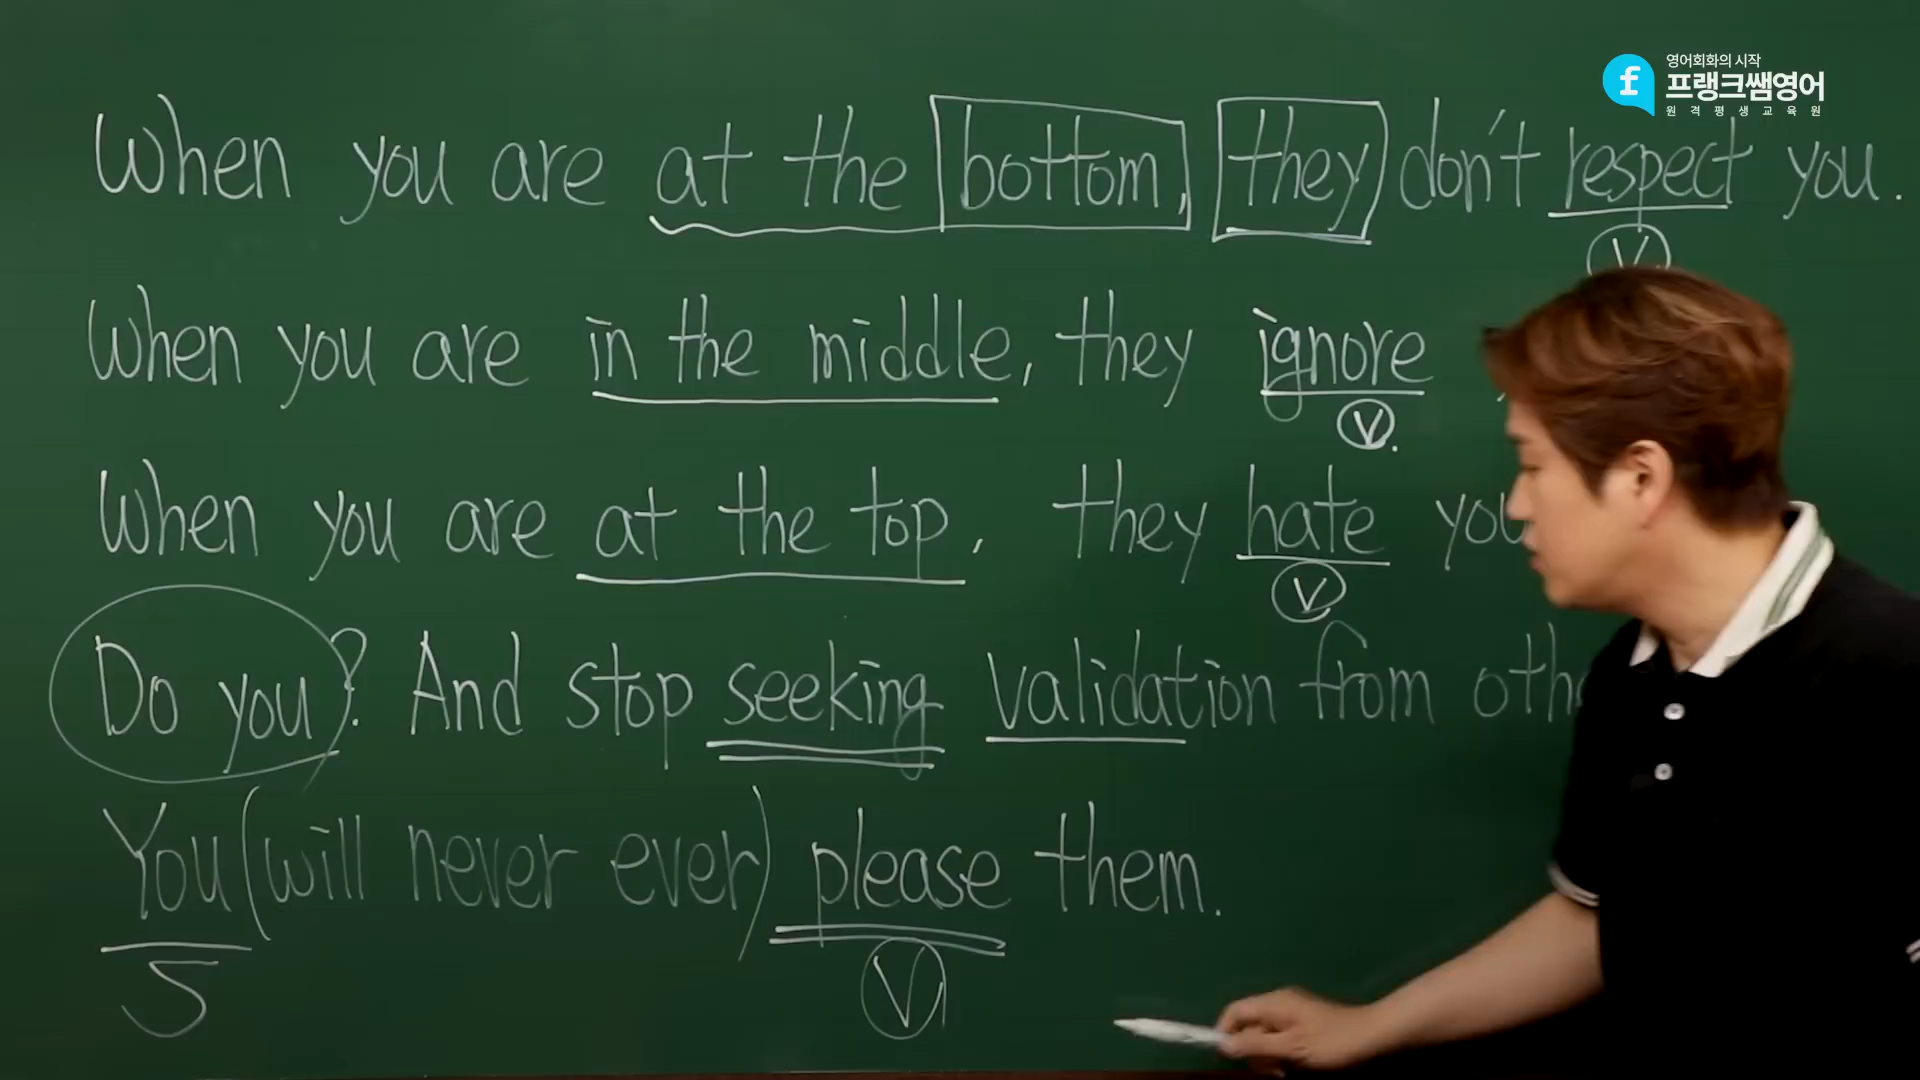 영어회화의 시작
프랭크쌤영어
원격평생교육원
When you are at the bottom, they don't respect you.
V
When you are in the middle, they ignore
V
When you are at the top, they hate you
V
Do you? And stop seeking validation from
You (will never ever) please them.
S V